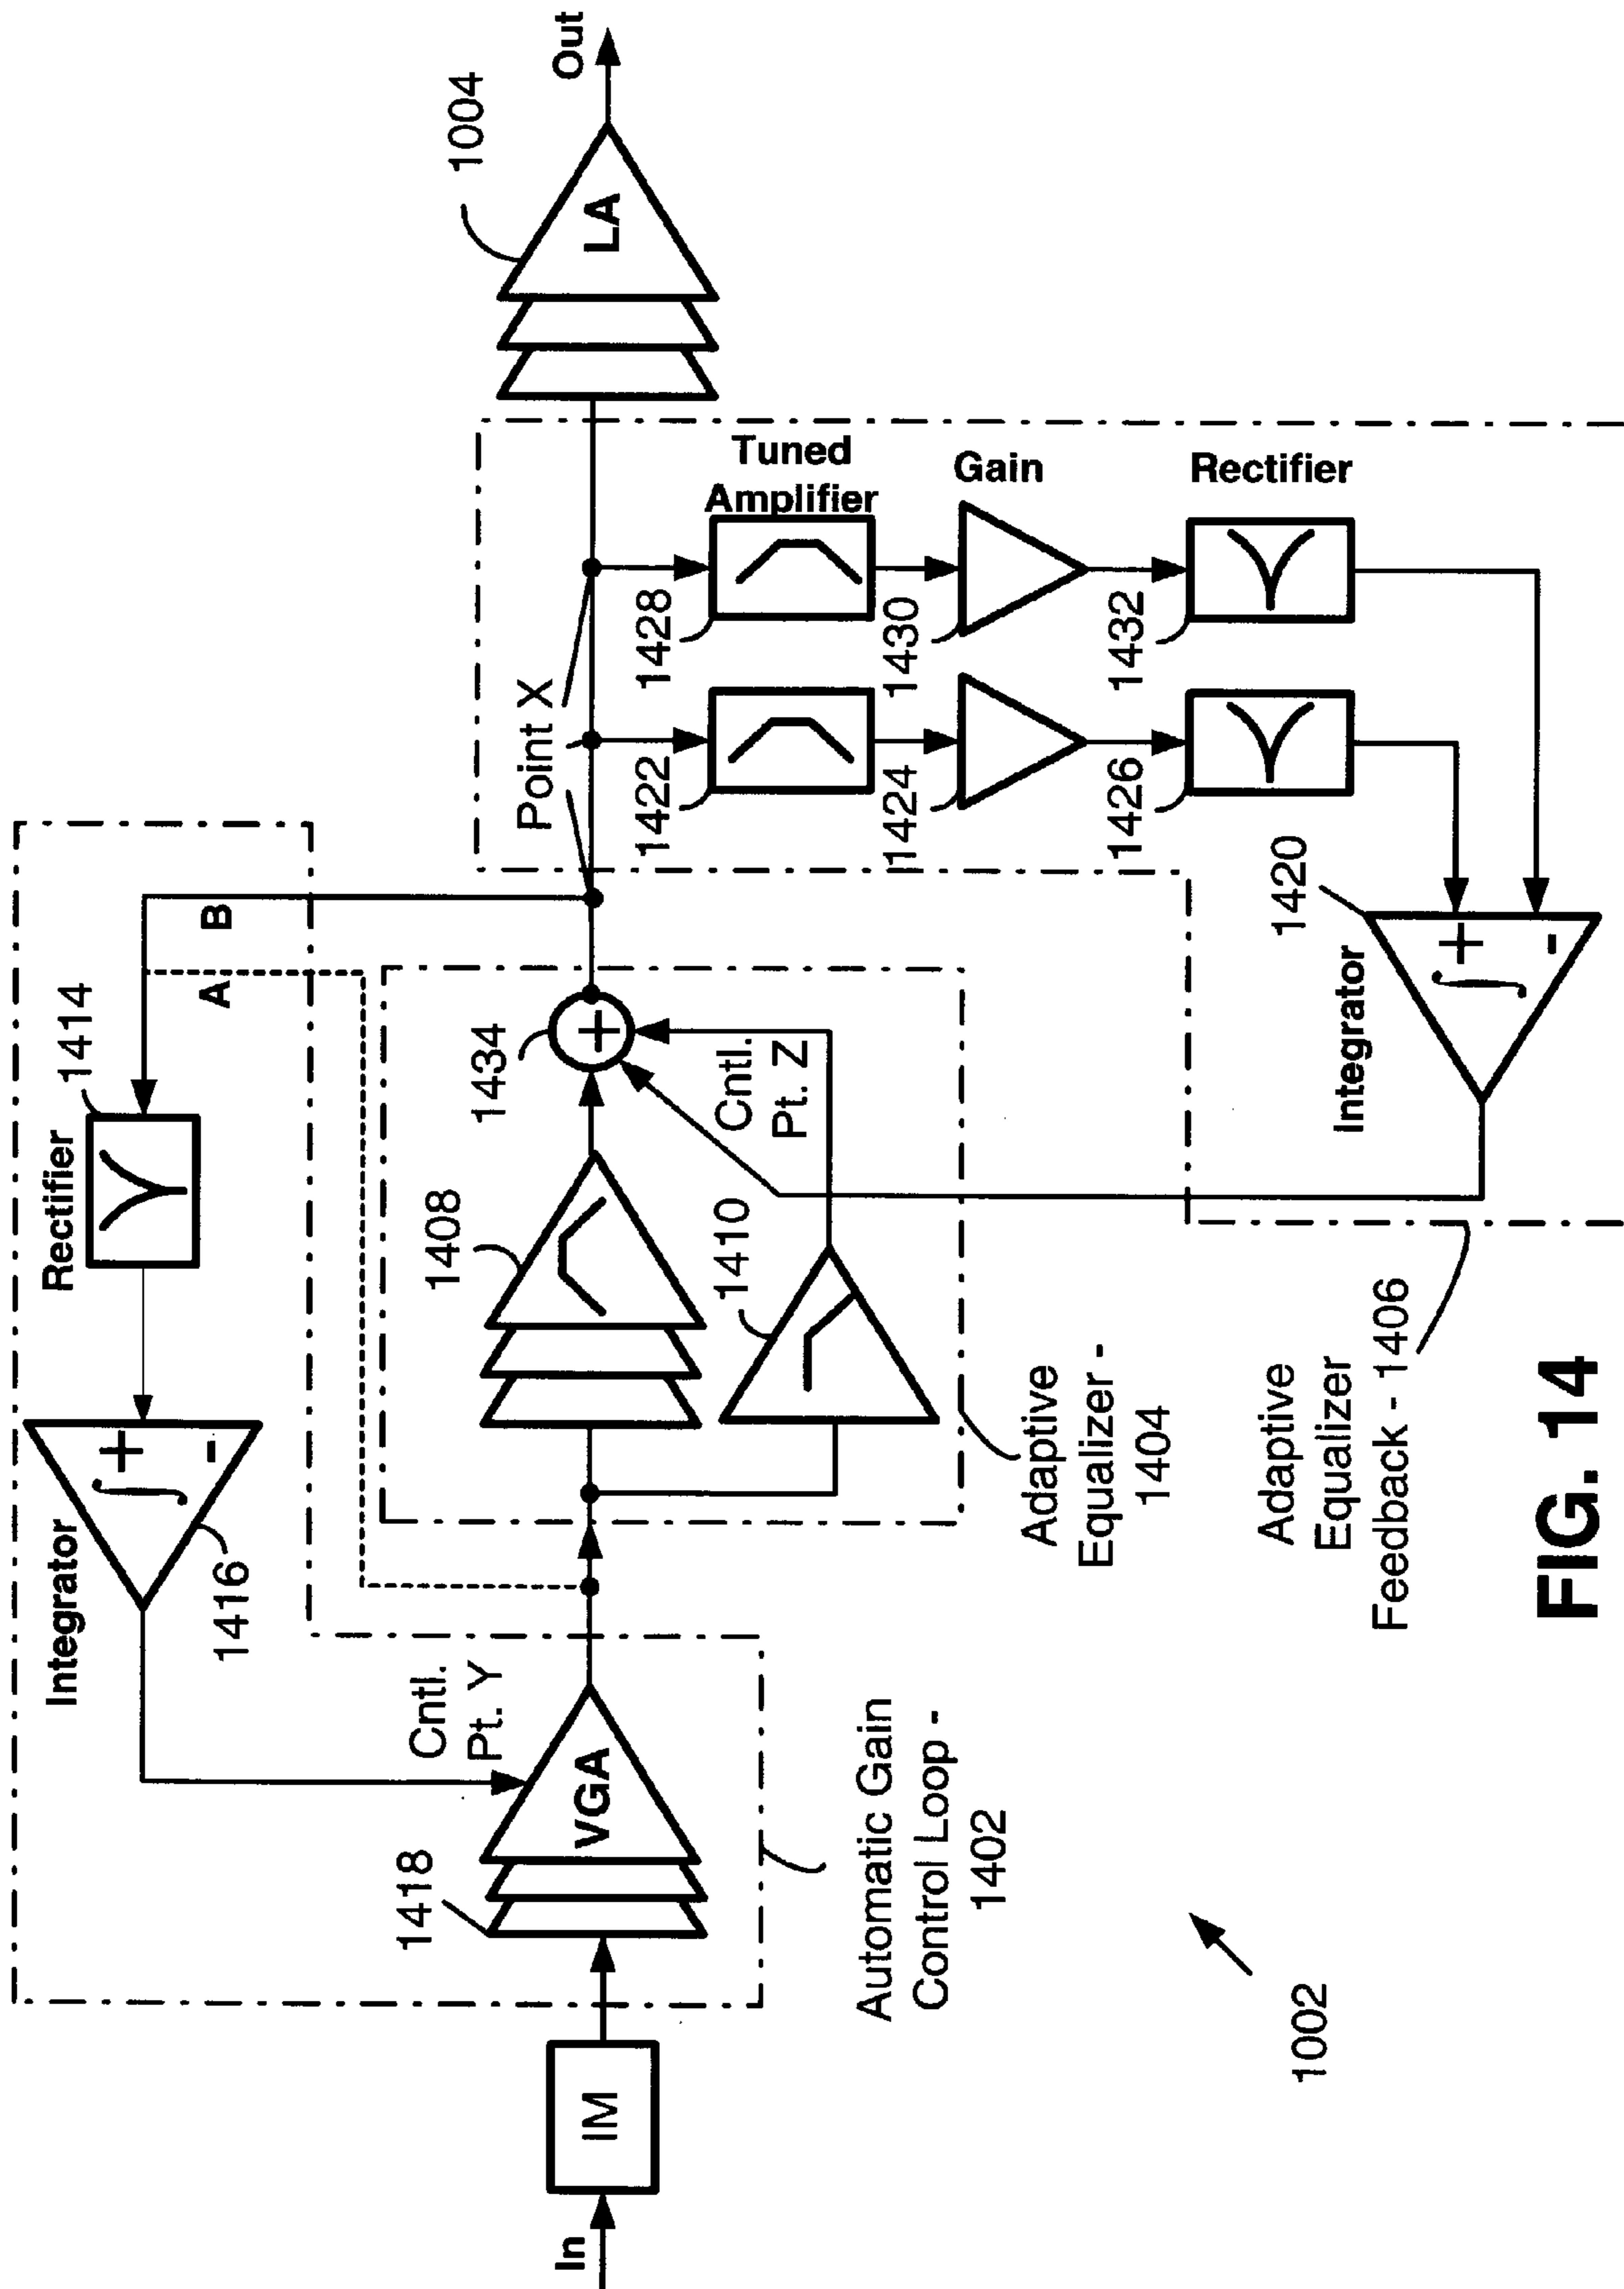 Integrator
1416
Rectifier
1414
A
B
Cntl.
Pt. Y
1418
VGA
In
IM
1408
1434
1410
Cntl.
Pt. Z
Point X
1004
LA
Out
1422
1428
Tuned
Amplifier
1424
1430
Gain
1426
1432
Rectifier
+
-
+
+
-
1420
Integrator
Automatic Gain
Control Loop -
1402
Adaptive
Equalizer -
1404
Adaptive
Equalizer
Feedback - 1406
1002
FIG. 14